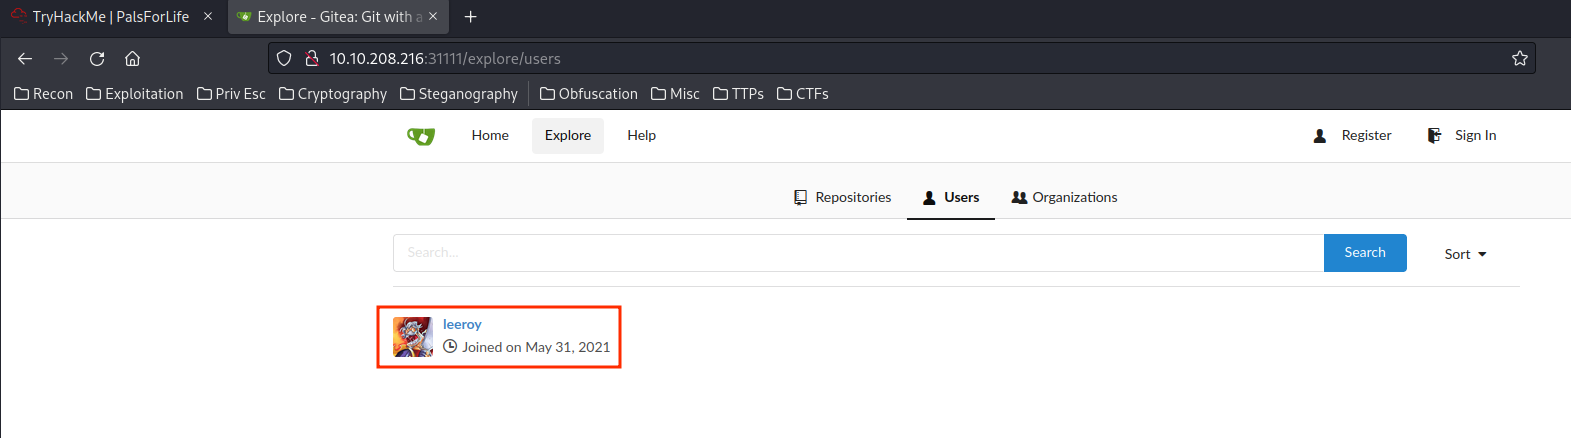 TryHackMe | PalsForLife
Explore - Gitea: Git with a
10.10.208.216:31111/explore/users
Recon Exploitation Priv Esc Cryptography Steganography Obfuscation Misc TTPs CTFs
Home Explore Help Register Sign In
Repositories Users Organizations
Search... Search Sort
leeroy
Joined on May 31, 2021